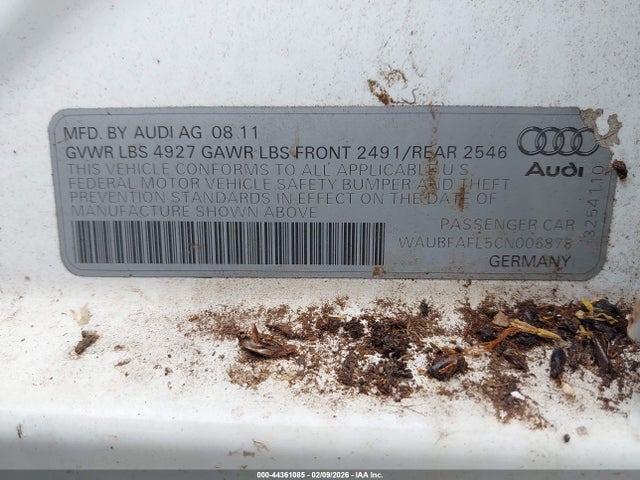 MFD. BY AUDI AG 08.11
GVWR LBS 4927 GAWR LBS FRONT 2491/REAR 2546
THIS VEHICLE CONFORMS TO ALL APPLICABLE U.S.
FEDERAL MOTOR VEHICLE SAFETY BUMPER AND THEFT
PREVENTION STANDARDS IN EFFECT ON THE DATE OF
MANUFACTURE SHOWN ABOVE
Audi
PASSENGER CAR
WAUBFAFL5CN006878
GERMANY
3254110
000-44361085 - 02/09/2026 - IAA Inc.